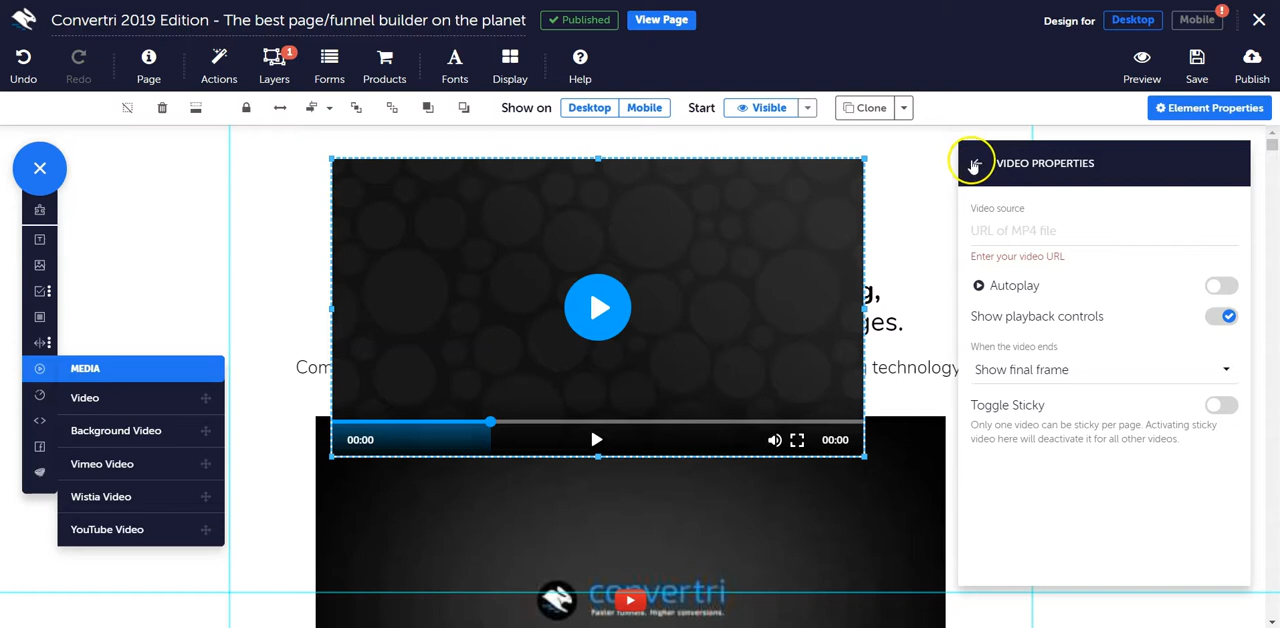 Convertri 2019 Edition - The best page/funnel builder on the planet
Published
View Page
Design for
Desktop
Mobile
!
Undo
Redo
Page
Actions
Layers
1
Forms
Products
Fonts
Display
Help
Preview
Save
Publish
Show on
Desktop
Mobile
Start
Visible
Clone
Element Properties
VIDEO PROPERTIES
Video source
URL of MP4 file
Enter your video URL
Autoplay
Show playback controls
When the video ends
Show final frame
Toggle Sticky
Only one video can be sticky per page. Activating sticky
video here will deactivate it for all other videos.
MEDIA
Video
Background Video
Vimeo Video
Wistia Video
YouTube Video
00:00
00:00
technology
convertri
Faster funnels. Higher conversions.